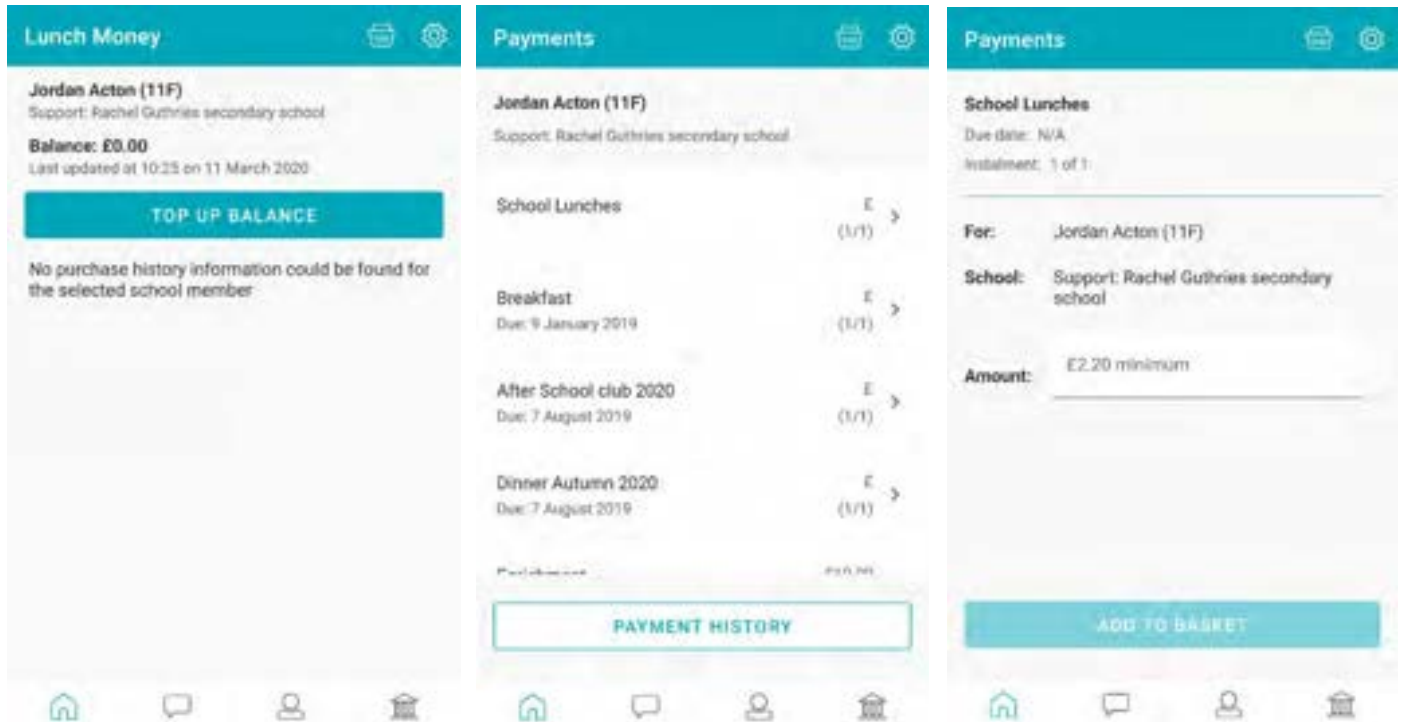 Lunch Money
Jordan Acton (11F)
Support: Rachel Guthries secondary school
Balance: £0.00
Last updated at 10:25 on 11 March 2020
TOP UP BALANCE
No purchase history information could be found for
the selected school member
Payments
Jordan Acton (11F)
Support: Rachel Guthries secondary school
School Lunches £
(1/1)
Breakfast £
Due: 9 January 2019 (1/1)
After School club 2020 £
Due: 7 August 2019 (1/1)
Dinner Autumn 2020 £
Due: 7 August 2019 (1/1)
Enrichment £10.00
PAYMENT HISTORY
Payments
School Lunches
Due date: N/A
Instalment: 1 of 1
For: Jordan Acton (11F)
School: Support: Rachel Guthries secondary
school
Amount: £2.20 minimum
ADD TO BASKET